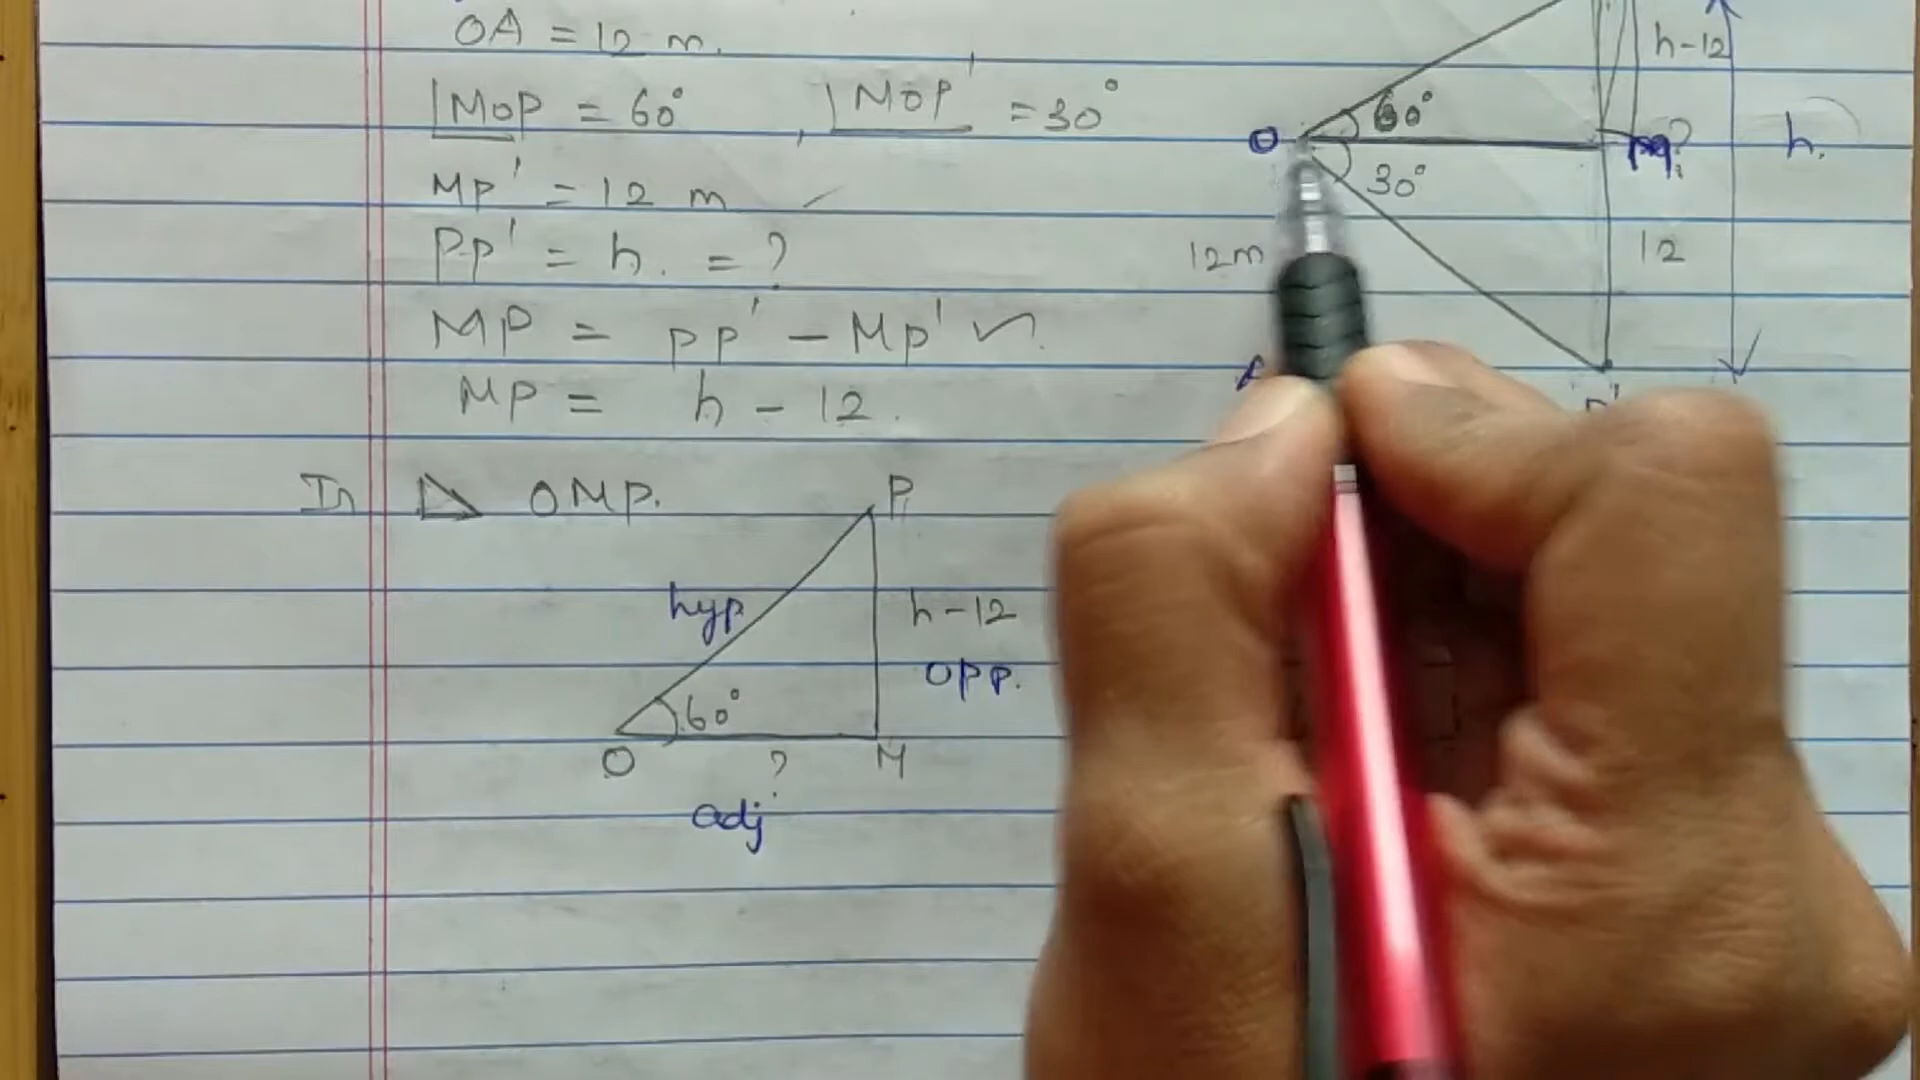 OA = 12 m.
∠MOP = 60° , ∠MOP' = 30°
MP' = 12 m
PP' = h. = ?
MP = PP' - MP'
MP = h - 12.
In △ OMP.
P
hyp
h-12
opp.
60°
O ? M
adj
h-12
60°
O
h.
30°
12m
12